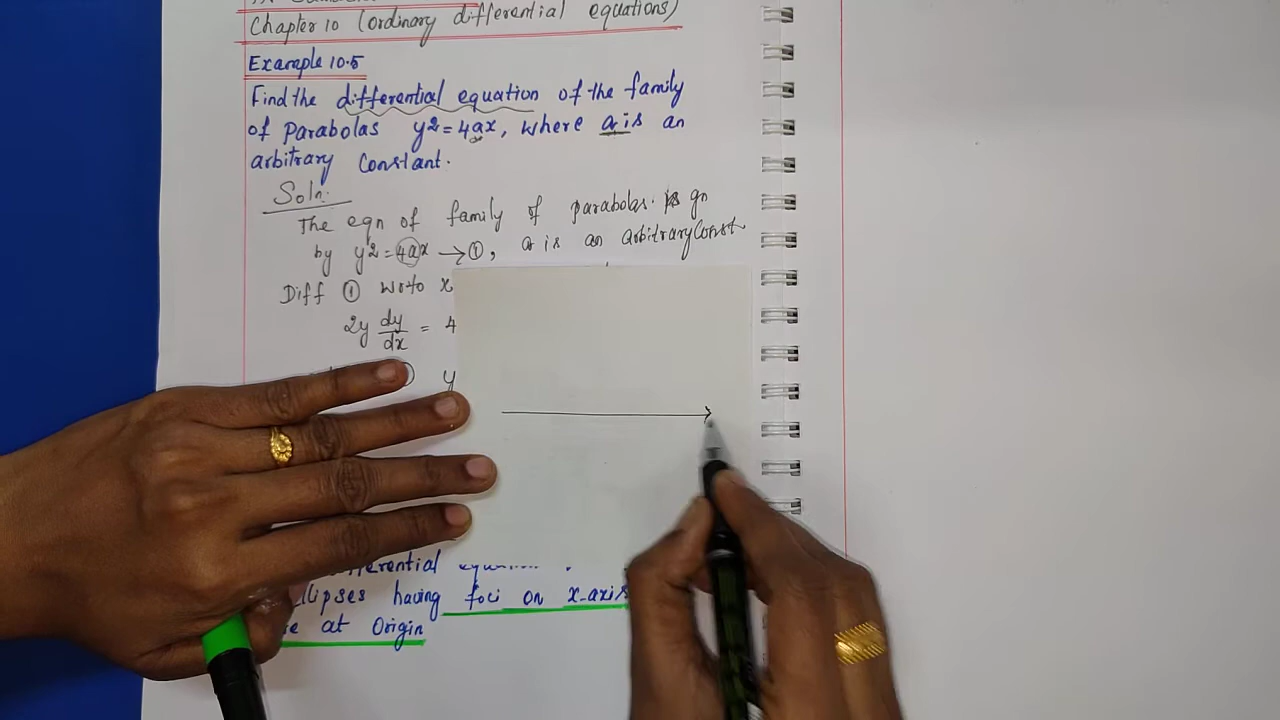 Chapter 10 (ordinary differential equations)
Example 10.5
Find the differential equation of the family
of parabolas y²=4ax, where a is an
arbitrary constant.
Soln:
The eqn of family of parabolas is gn
by y²=4ax →①, a is an arbitrary const
Diff ① w.r.to x
2y dy/dx = 4
y
differential
ellipses having foci on x-axis
at Origin